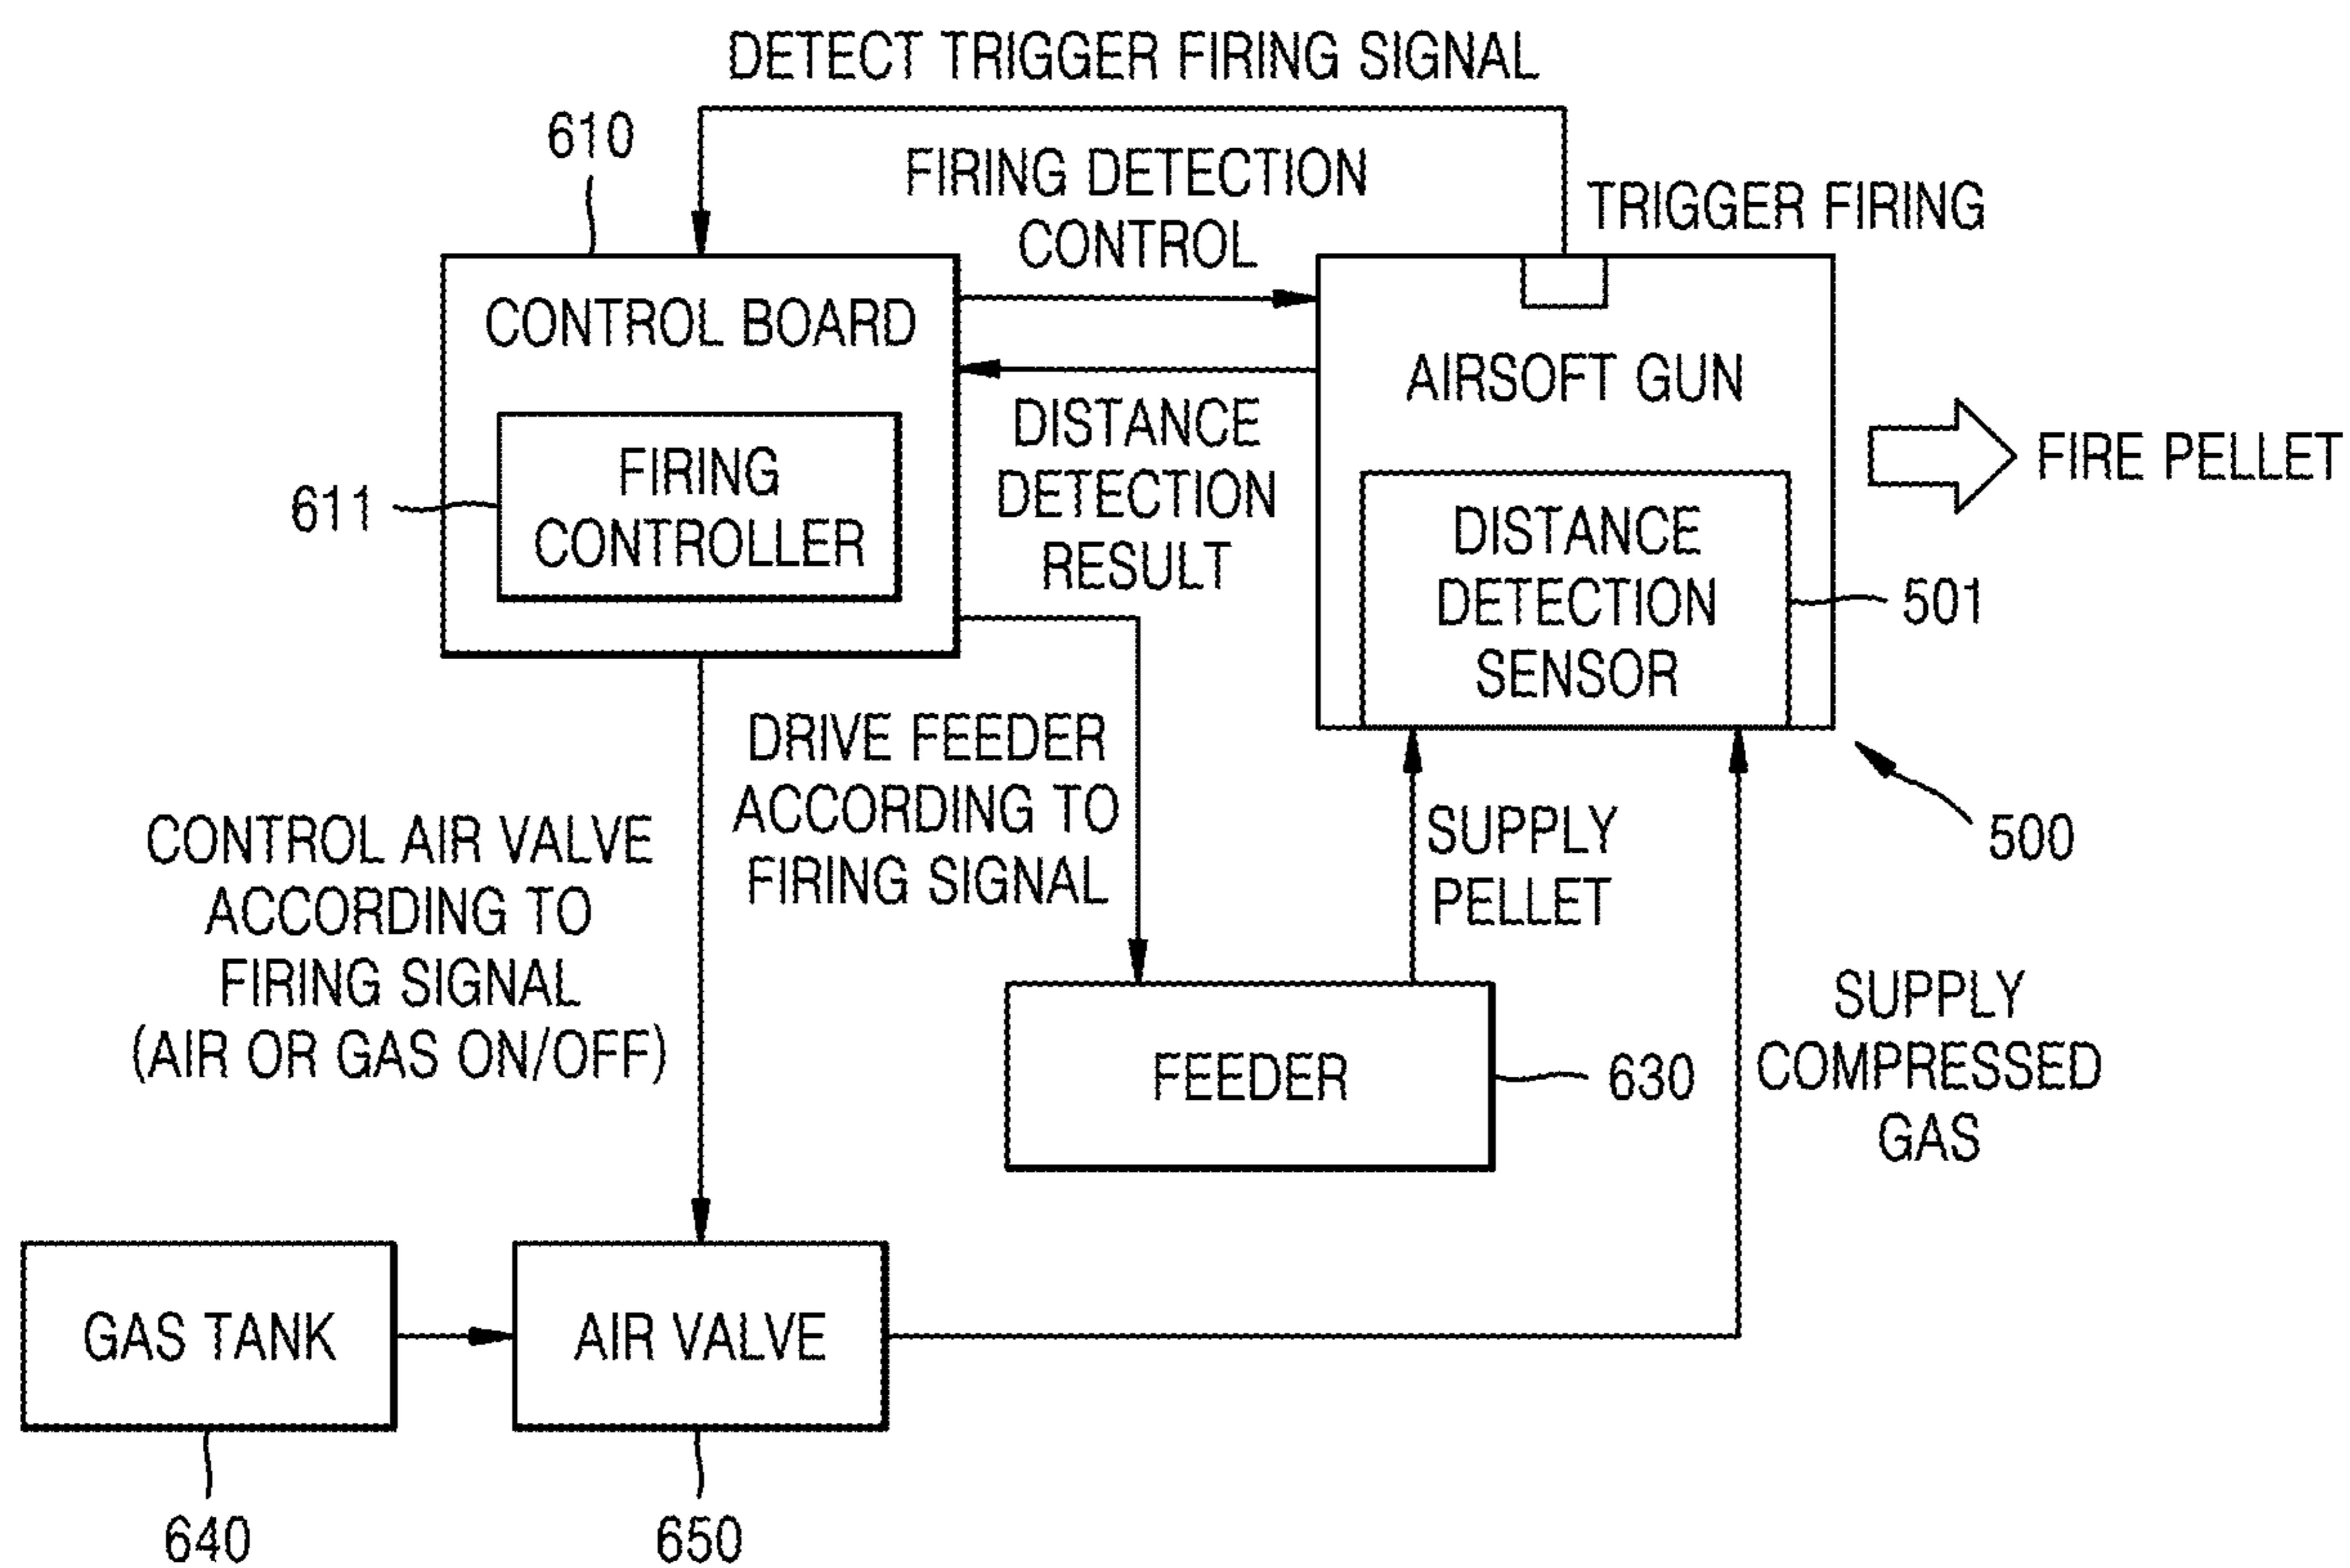 DETECT TRIGGER FIRING SIGNAL
610
FIRING DETECTION
CONTROL
TRIGGER FIRING
CONTROL BOARD
AIRSOFT GUN
DISTANCE
DETECTION
RESULT
FIRING
CONTROLLER
611
FIRE PELLET
DISTANCE
DETECTION
SENSOR
501
500
DRIVE FEEDER
ACCORDING TO
FIRING SIGNAL
SUPPLY
PELLET
CONTROL AIR VALVE
ACCORDING TO
FIRING SIGNAL
(AIR OR GAS ON/OFF)
FEEDER
630
SUPPLY
COMPRESSED
GAS
GAS TANK
AIR VALVE
640
650